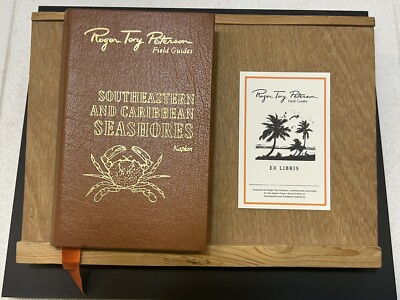 Roger Tory Peterson
Field Guides
SOUTHEASTERN
AND CARIBBEAN
SEASHORES
Kaplan
Roger Tory Peterson
Field Guides
EX LIBRIS